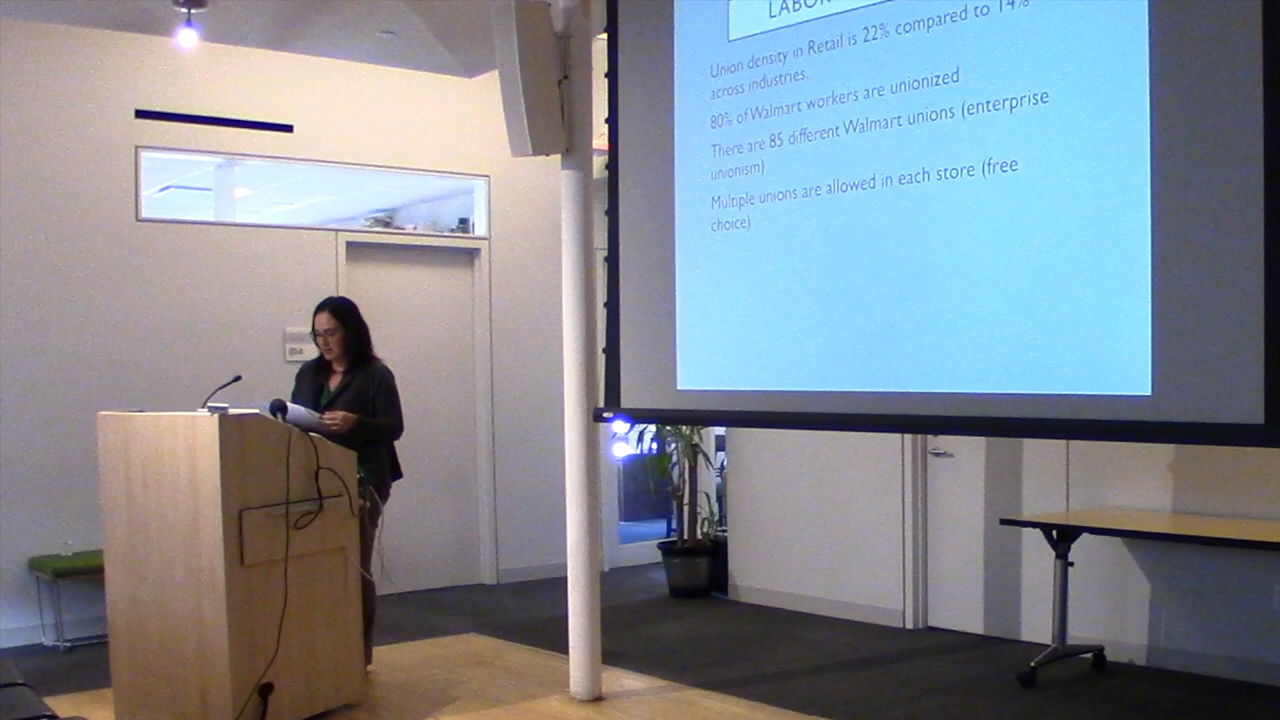 LABOR
Union density in Retail is 22% compared to 14%
across industries.
80% of Walmart workers are unionized
There are 85 different Walmart unions (enterprise
unionism)
Multiple unions are allowed in each store (free
choice)